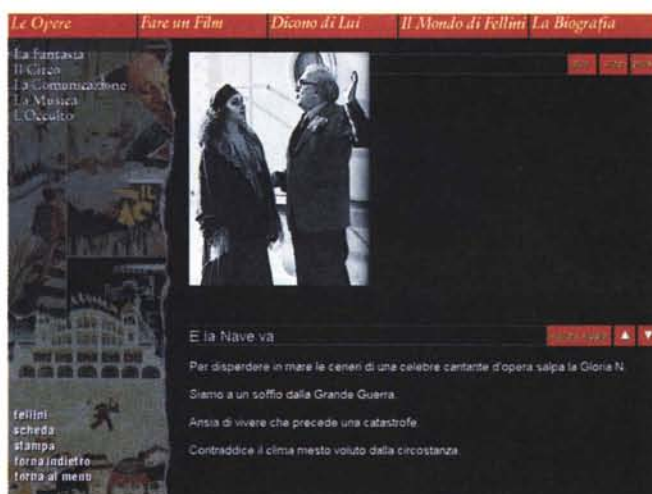 Le Opere
Fare un Film
Dicono di Lui
Il Mondo di Fellini
La Biografia
La Fantasia
Il Circo
La Comunicazione
La Musica
L'Occulto
E la Nave va
Per disperdere in mare le ceneri di una celebre cantante d'opera salpa la Gloria N.
Siamo a un soffio dalla Grande Guerra.
Ansia di vivere che precede una catastrofe.
Contraddice il clima mesto voluto dalla circostanza.
fellini
scheda
stampa
torna indietro
torna al menu